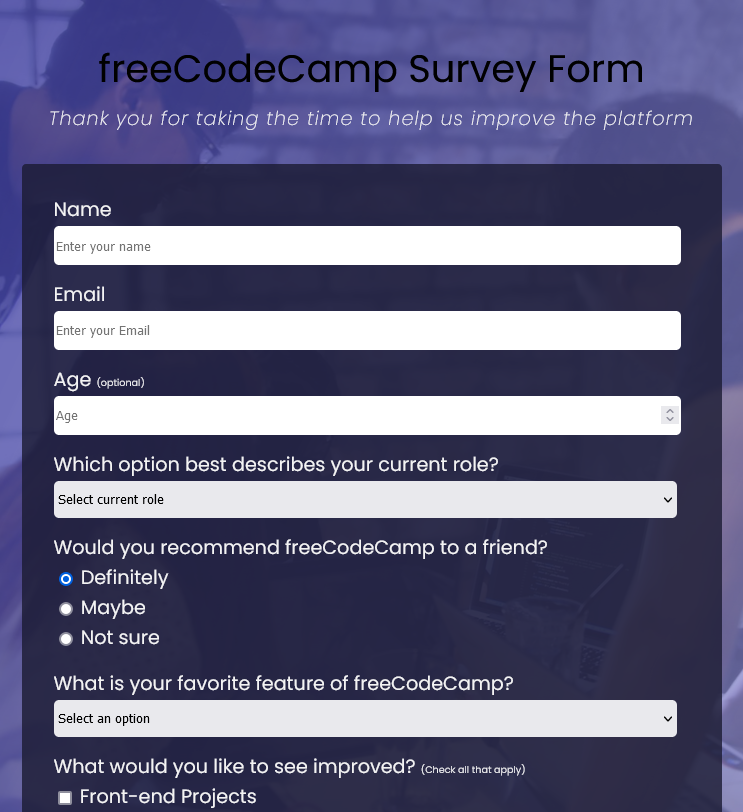 freeCodeCamp Survey Form
Thank you for taking the time to help us improve the platform
Name
Enter your name
Email
Enter your Email
Age (optional)
Age
Which option best describes your current role?
Select current role
Would you recommend freeCodeCamp to a friend?
Definitely
Maybe
Not sure
What is your favorite feature of freeCodeCamp?
Select an option
What would you like to see improved? (Check all that apply)
Front-end Projects